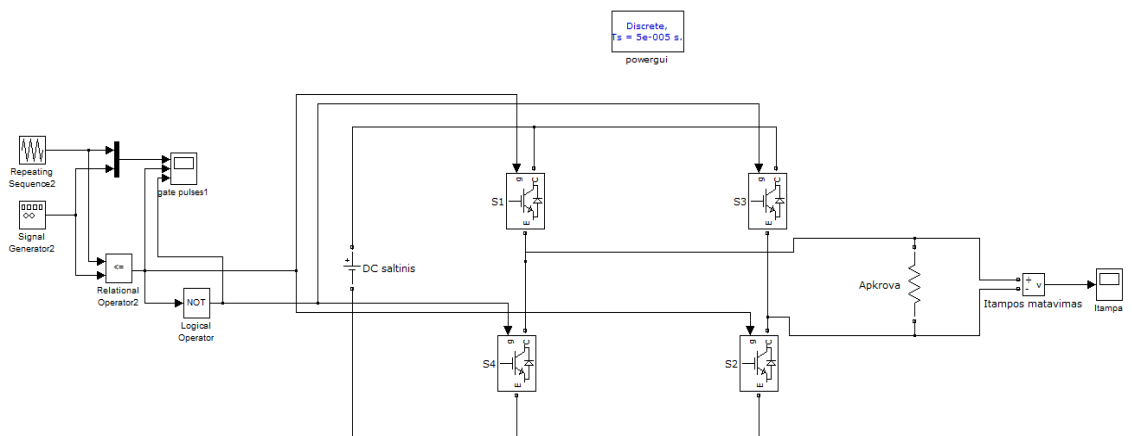 Discrete,
Ts = 5e-005 s.
powergui
Repeating
Sequence2
gate pulses1
Signal
Generator2
<=
Relational
Operator2
NOT
Logical
Operator
DC saltinis
+
g
C
E
S1
g
C
E
S3
g
C
E
S4
g
C
E
S2
Apkrova
+
-
v
Itampos matavimas
Itampa